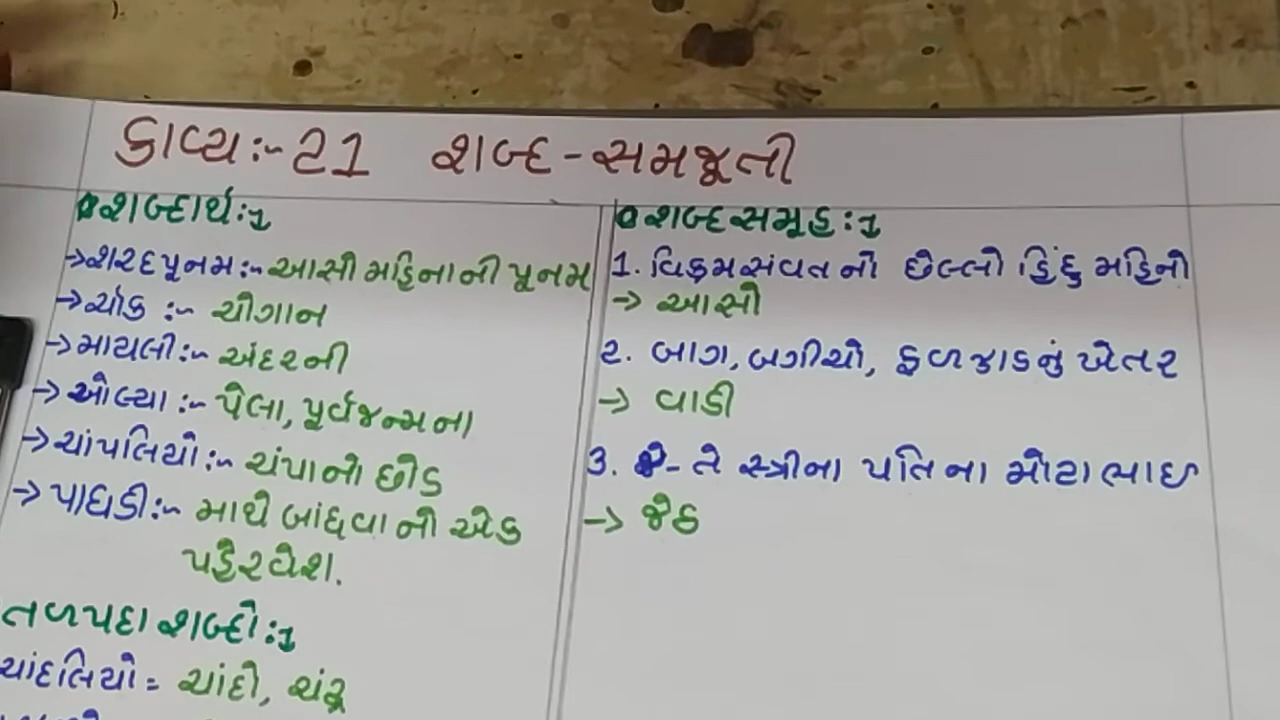 કાવ્ય:- 21 શબ્દ-સમજૂતી
શબ્દાર્થ:-
→શરદપૂનમ:- આસો મહિનાની પૂનમ
→ચોક :- ચોગાન
→માયલી:- અંદરની
→ઓલ્યા :- પેલા, પૂર્વજન્મના
→ચાંપલિયો:- ચંપાનો છોડ
→પાઘડી:- માથે બાંધવાનો એક
પહેરવેશ.
તળપદા શબ્દો:-
ચાંદલિયો = ચાંદો, ચંદ્ર
શબ્દસમૂહ:-
1. વિક્રમસંવતનો છેલ્લો હિંદુ મહિનો
→ આસો
2. બાગ, બગીચો, ફળઝાડનું ખેતર
→ વાડી
3. - તે સ્ત્રીના પતિના મોટાભાઈ
→ જેઠ